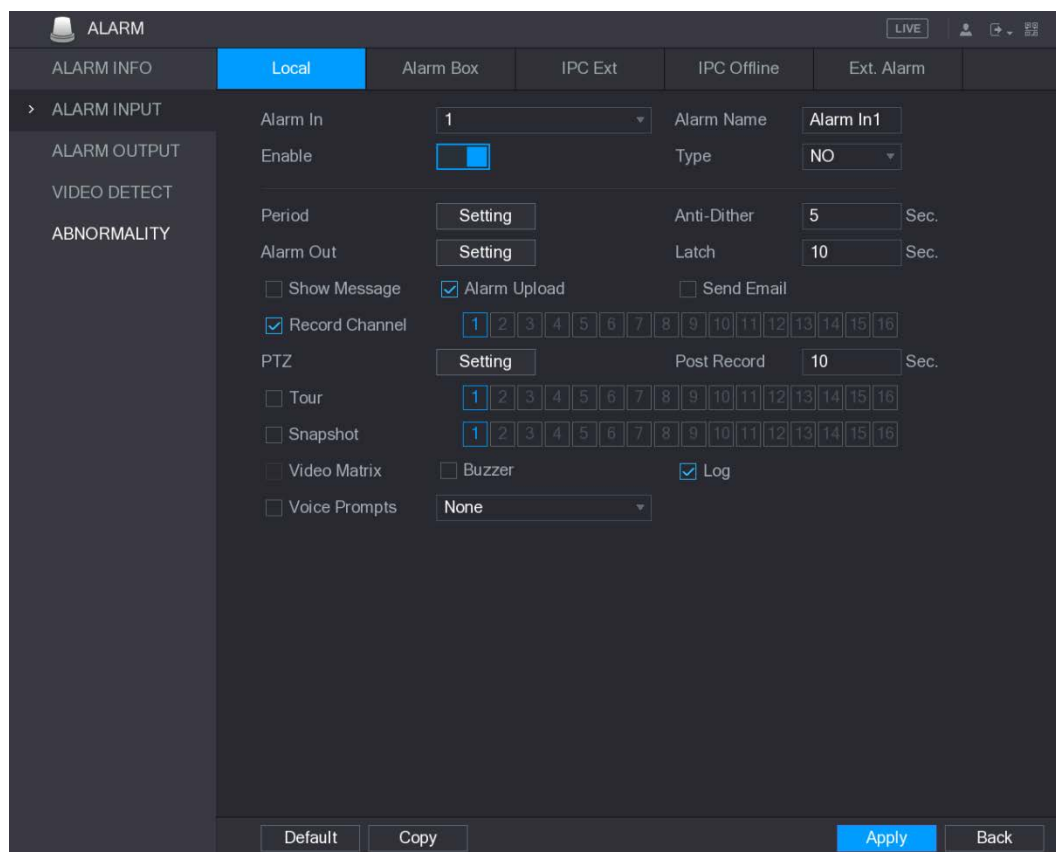 ALARM LIVE
ALARM INFO Local Alarm Box IPC Ext IPC Offline Ext. Alarm
> ALARM INPUT
ALARM OUTPUT
VIDEO DETECT
ABNORMALITY
Alarm In 1 Alarm Name Alarm In1
Enable Type NO
Period Setting Anti-Dither 5 Sec.
Alarm Out Setting Latch 10 Sec.
Show Message Alarm Upload Send Email
Record Channel 1 2 3 4 5 6 7 8 9 10 11 12 13 14 15 16
PTZ Setting Post Record 10 Sec.
Tour 1 2 3 4 5 6 7 8 9 10 11 12 13 14 15 16
Snapshot 1 2 3 4 5 6 7 8 9 10 11 12 13 14 15 16
Video Matrix Buzzer Log
Voice Prompts None
Default Copy Apply Back